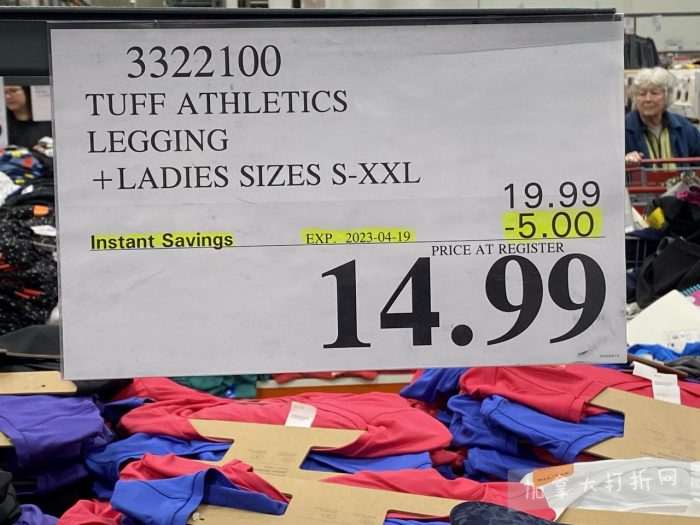 3322100
TUFF ATHLETICS
LEGGING
+LADIES SIZES S-XXL
19.99
-5.00
Instant Savings
EXP. 2023-04-19
PRICE AT REGISTER
14.99
加拿大打折网